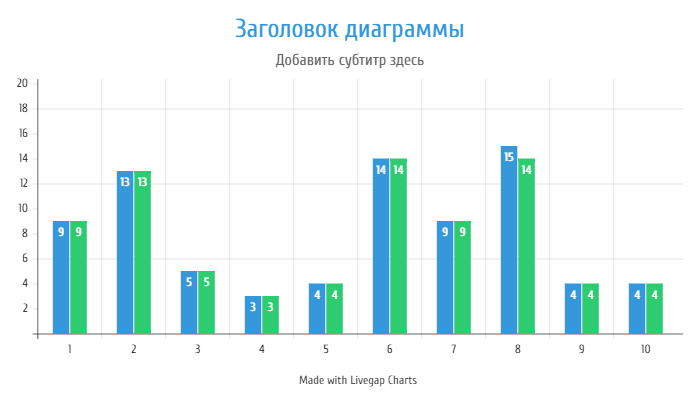 Заголовок диаграммы
Добавить субтитр здесь
20
18
16
14
12
10
8
6
4
2
9 9 13 13 5 5 3 3 4 4 14 14 9 9 15 14 4 4 4 4
1 2 3 4 5 6 7 8 9 10
Made with Livegap Charts